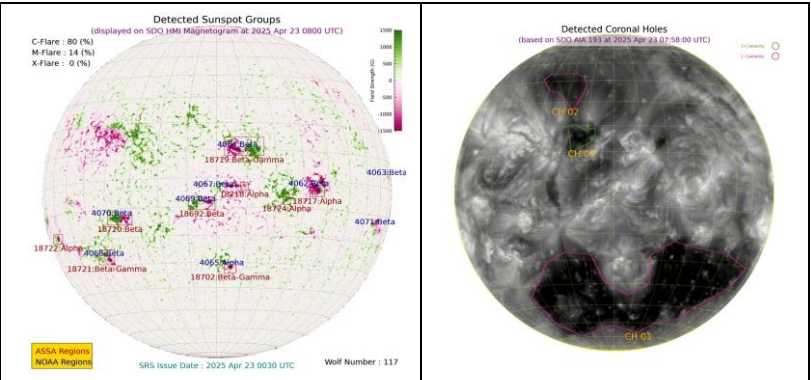 Detected Sunspot Groups
(displayed on SDO HMI Magnetogram at 2025 Apr 23 0800 UTC)
C-Flare : 80 (%)
M-Flare : 14 (%)
X-Flare : 0 (%)
1500
1000
500
0
-500
-1000
-1500
Field Strength (G)
18719:Beta-Gamma
4063:Beta
4067:Beta
18718:Alpha
4062:Beta
18717:Alpha
4069:Beta
18692:Beta
18724:Alpha
4070:Beta
18720:Beta
4071:Beta
18722:Alpha
4068:Beta
18721:Beta-Gamma
4065:Alpha
18702:Beta-Gamma
ASSA Regions
NOAA Regions
SRS Issue Date : 2025 Apr 23 0030 UTC
Wolf Number : 117
Detected Coronal Holes
(based on SDO AIA 193 at 2025 Apr 23 07:58:00 UTC)
CH 02
CH
CH 01